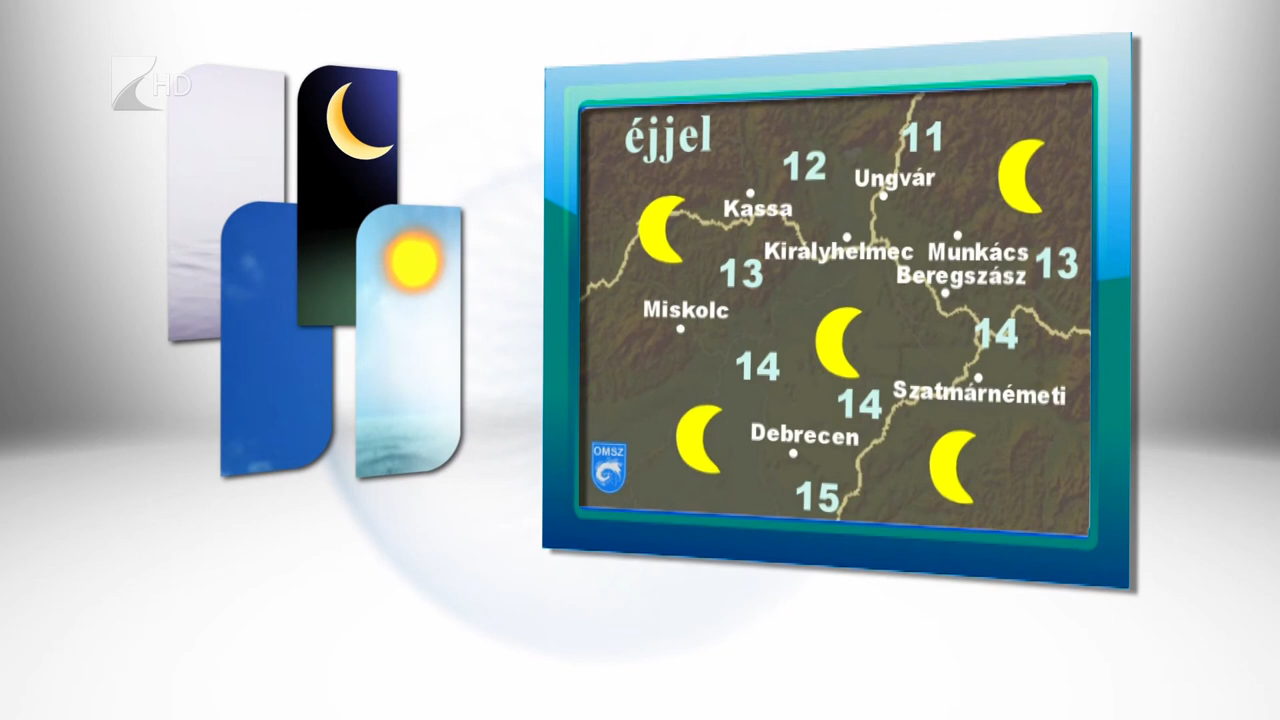 HD
éjjel
11
12
Ungvár
Kassa
Királyhelmec
Munkács
13
13
Beregszász
Miskolc
14
14
14
Szatmárnémeti
Debrecen
OMSZ
15